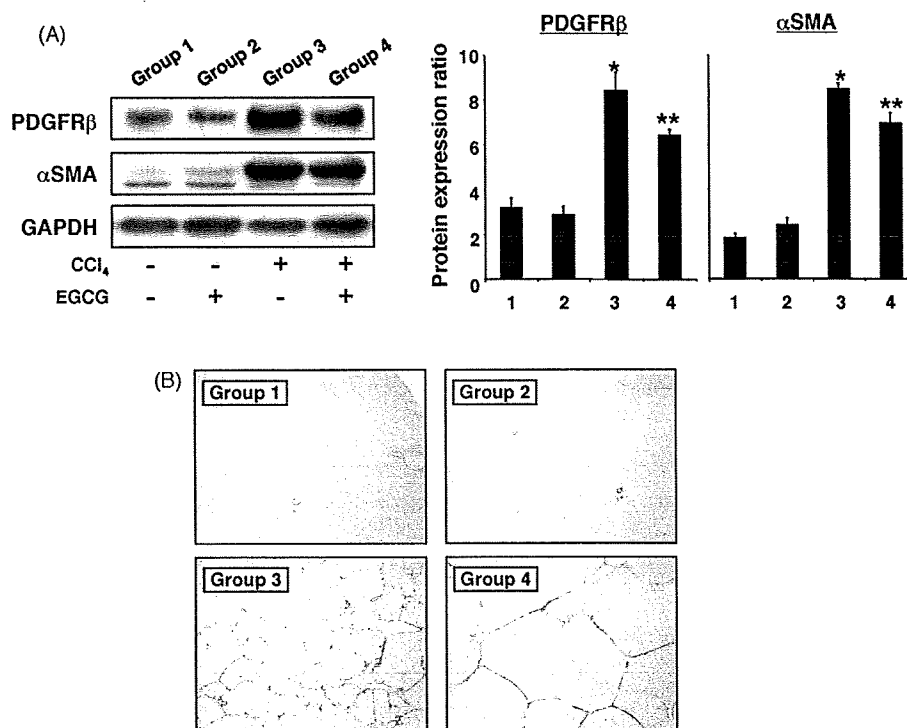 (A)
Group 1 Group 2 Group 3 Group 4
PDGFRβ
αSMA
GAPDH
CCl₄ - - + +
EGCG - + - +
PDGFRβ
αSMA
Protein expression ratio
10
8
6
4
2
0
*
**
*
**
1 2 3 4
1 2 3 4
(B)
Group 1
Group 2
Group 3
Group 4